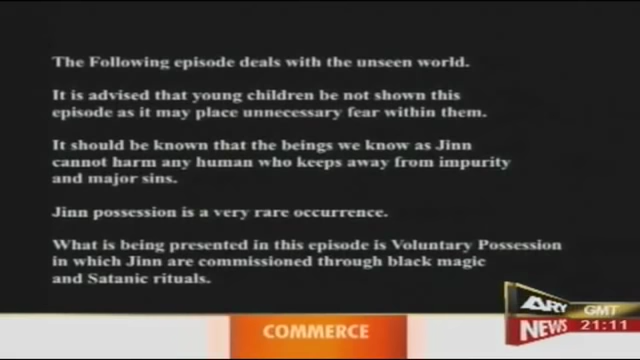 The Following episode deals with the unseen world.
It is advised that young children be not shown this
episode as it may place unnecessary fear within them.
It should be known that the beings we know as Jinn
cannot harm any human who keeps away from impurity
and major sins.
Jinn possession is a very rare occurrence.
What is being presented in this episode is Voluntary Possession
in which Jinn are commissioned through black magic
and Satanic rituals.
ARY GMT
NEWS 21:11
COMMERCE